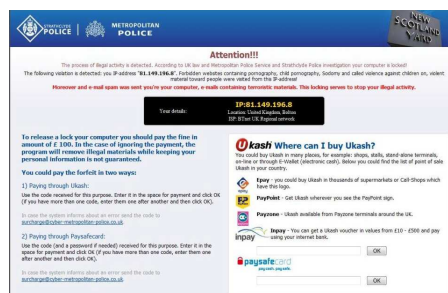 STRATHCLYDE
POLICE
METROPOLITAN
POLICE
NEW
SCOTLAND
YARD
Attention!!!
The process of illegal activity is detected. According to UK law and Metropolitan Police Service and Strathclyde Police investigation your computer is locked!
The following violation is detected: you IP-address "81.149.196.8". Forbidden websites containing pornography, child pornography, Sodomy and called violence against children on, violent
material toward people were visited from this IP-address!
Moreover and e-mail spam was sent you're your computer, e-mails containing terroristic materials. This locking serves to stop your illegal activity.
Your details:
IP:81.149.196.8
Location: United Kingdom, Bolton
ISP: BTnet UK Regional network
To release a lock your computer you should pay the fine in
amount of £ 100. In the case of ignoring the payment, the
program will remove illegal materials while keeping your
personal information is not guaranteed.
You could pay the forfeit in two ways:
1) Paying through Ukash:
Use the code received for this purpose. Enter it in the space for payment and click OK
(if you have more than one code, enter them one after another and then click OK).
In case the system informs about an error send the code to
surcharge@cyber-metropolitan-police.co.uk.
2) Paying through Paysafecard:
Use the code (and a password if needed) received for this purpose. Enter it in the
space for payment and click OK (if you have more than one code, enter them one
after another and then click OK).
In case the system informs about an error send the code to
surcharge@cyber-metropolitan-police.co.uk.
Ukash Where can I buy Ukash?
You could buy Ukash in many places, for example: shops, stalls, stand-alone terminals,
on-line or through E-Wallet (electronic cash). Below you could find the list of point of sale
Ukash in your country.
Epay - you could buy Ukash in thousands of supermarkets or Call-Shops which
have this logo.
PayPoint - Get Ukash wherever you see the PayPoint sign.
Payzone - Ukash available from Payzone terminals around the UK.
inpay
Inpay - You can get a Ukash voucher in values from £10 - £500 and pay
using your internet bank.
OK
paysafecard
pay cash. pay safe.
OK